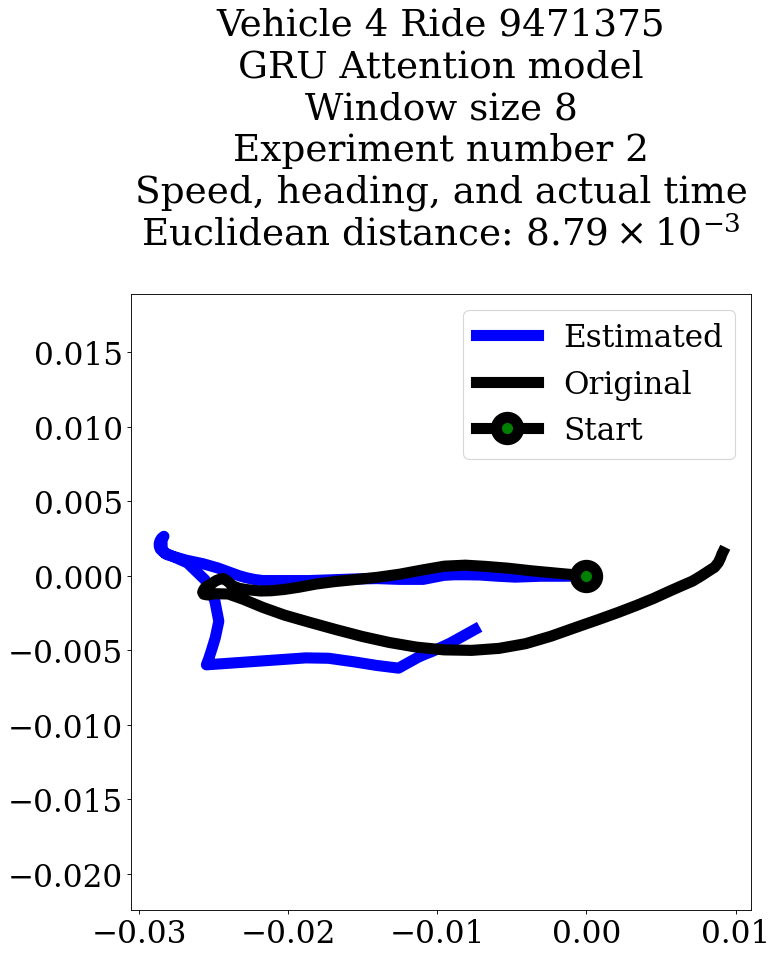 Vehicle 4 Ride 9471375
GRU Attention model
Window size 8
Experiment number 2
Speed, heading, and actual time
Euclidean distance: 8.79 × 10⁻³
Estimated
Original
Start
0.015
0.010
0.005
0.000
−0.005
−0.010
−0.015
−0.020
−0.03 −0.02 −0.01 0.00 0.01